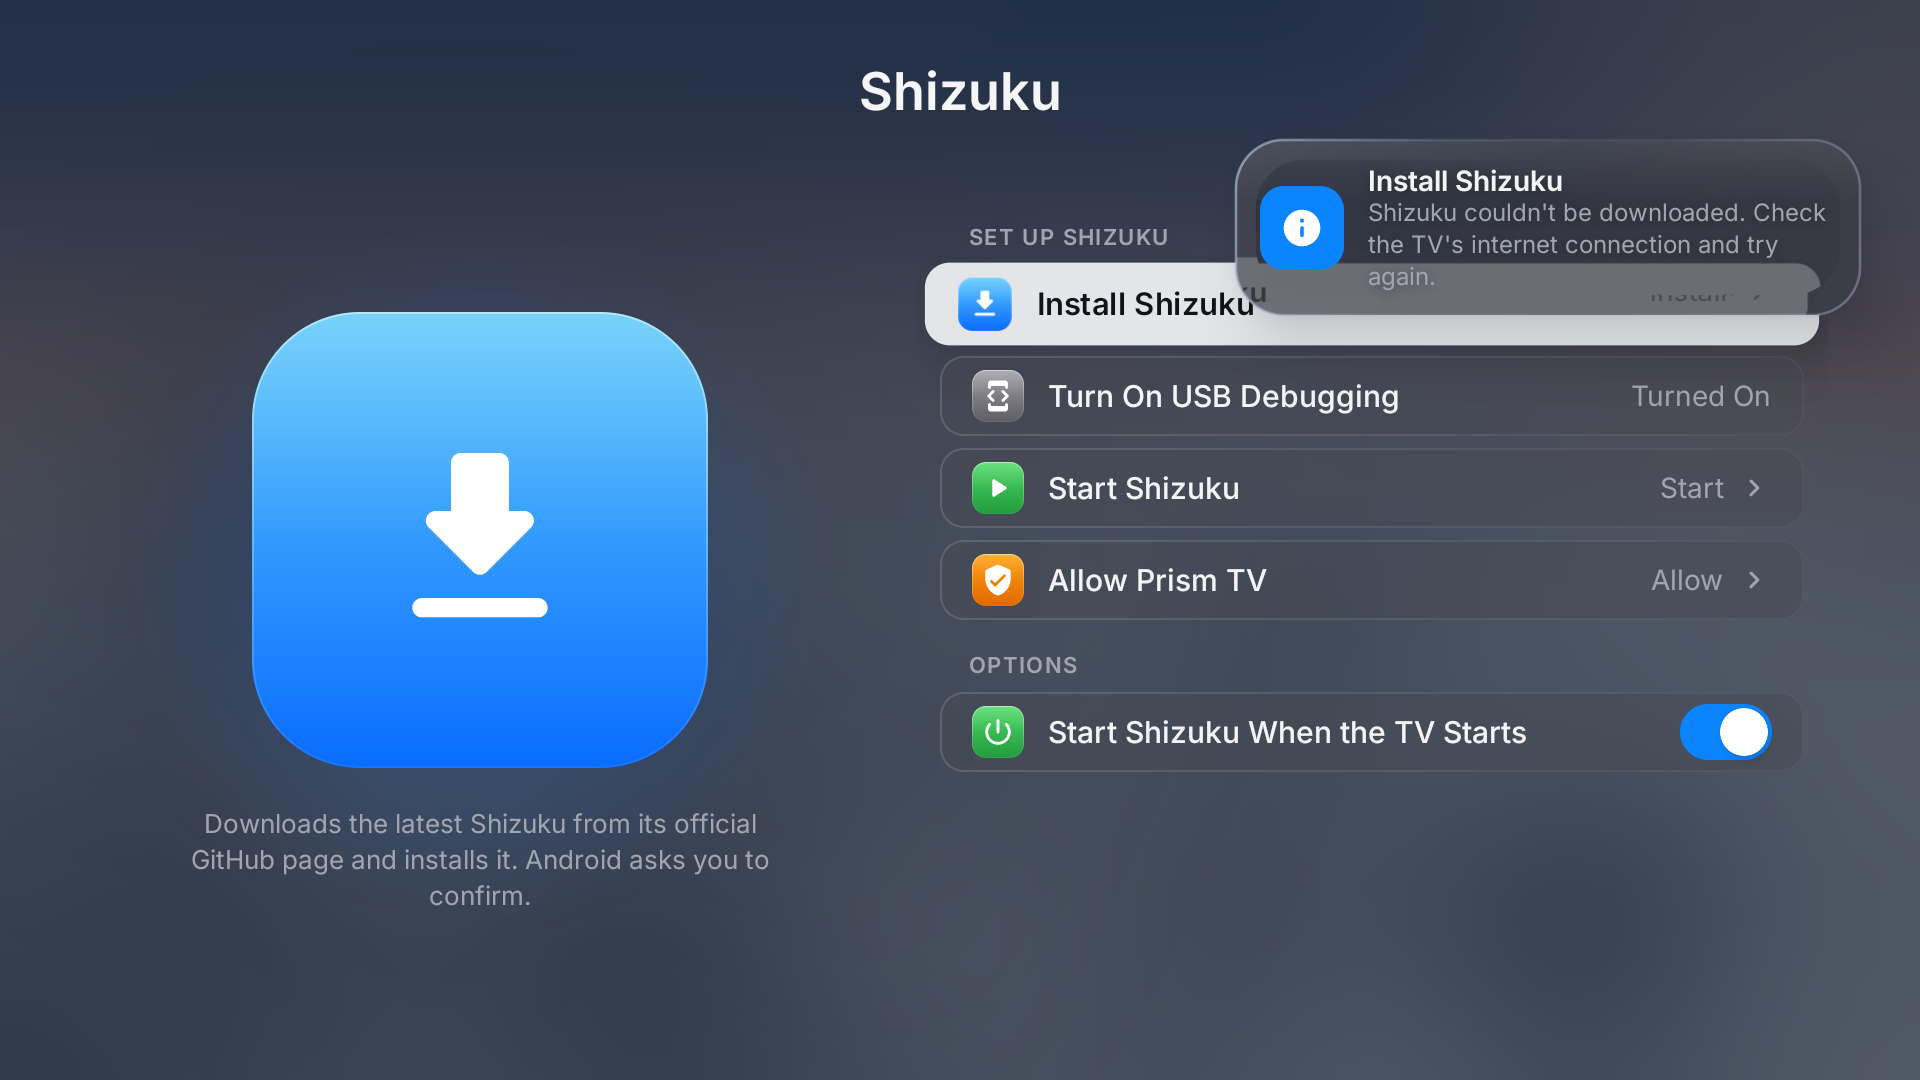 Shizuku
Install Shizuku
Shizuku couldn't be downloaded. Check
the TV's internet connection and try
again.
SET UP SHIZUKU
Install Shizuku
Turn On USB Debugging
Turned On
Start Shizuku
Start
Allow Prism TV
Allow
OPTIONS
Start Shizuku When the TV Starts
Downloads the latest Shizuku from its official
GitHub page and installs it. Android asks you to
confirm.